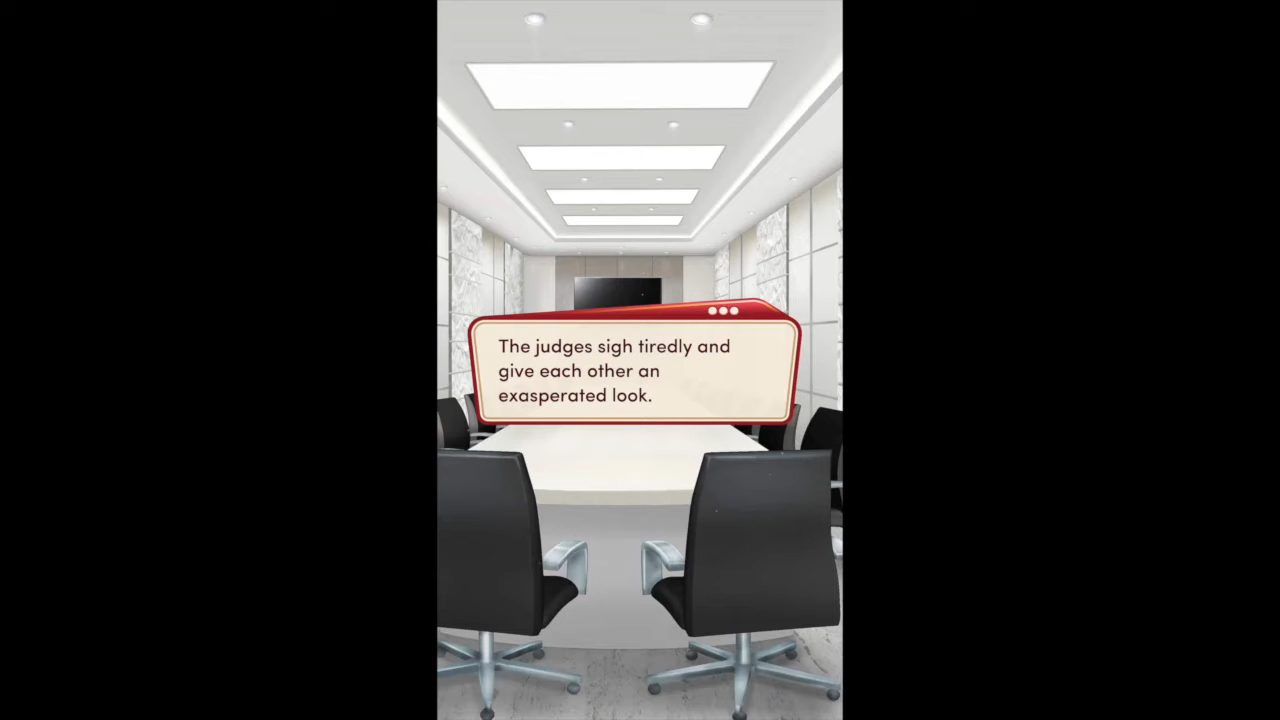 The judges sigh tiredly and
give each other an
exasperated look.